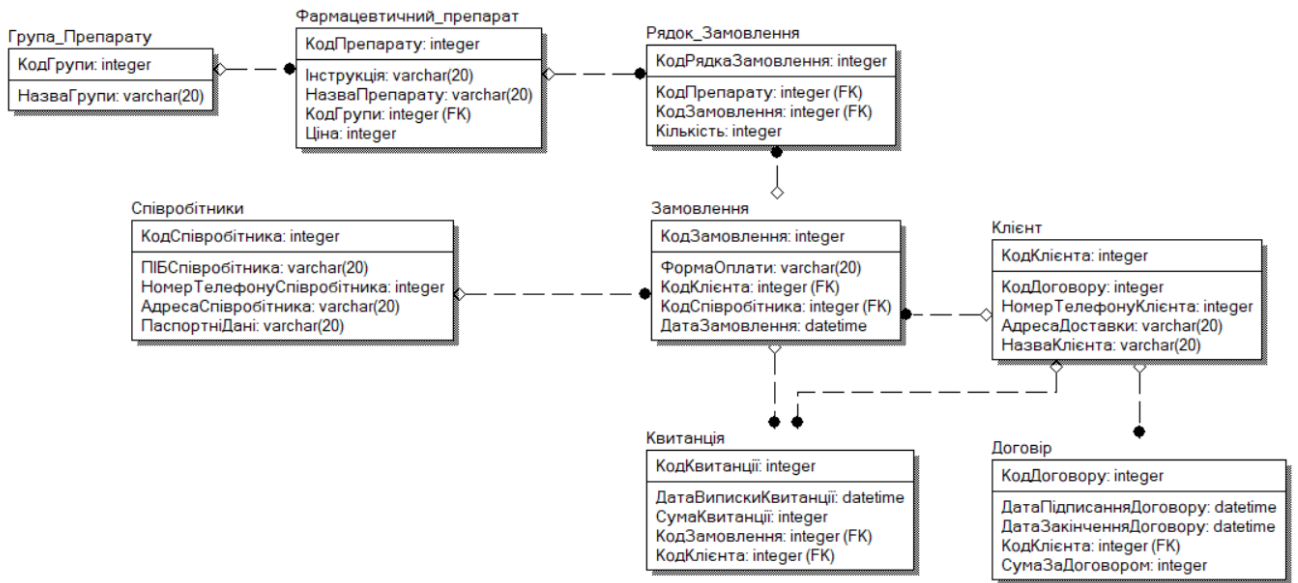 Група_Препарату
КодГрупи: integer
НазваГрупи: varchar(20)
Фармацевтичний_препарат
КодПрепарату: integer
Інструкція: varchar(20)
НазваПрепарату: varchar(20)
КодГрупи: integer (FK)
Ціна: integer
Рядок_Замовлення
КодРядкаЗамовлення: integer
КодПрепарату: integer (FK)
КодЗамовлення: integer (FK)
Кількість: integer
Співробітники
КодСпівробітника: integer
ПІБСпівробітника: varchar(20)
НомерТелефонуСпівробітника: integer
АдресаСпівробітника: varchar(20)
ПаспортніДані: varchar(20)
Замовлення
КодЗамовлення: integer
ФормаОплати: varchar(20)
КодКлієнта: integer (FK)
КодСпівробітника: integer (FK)
ДатаЗамовлення: datetime
Клієнт
КодКлієнта: integer
КодДоговору: integer
НомерТелефонуКлієнта: integer
АдресаДоставки: varchar(20)
НазваКлієнта: varchar(20)
Квитанція
КодКвитанції: integer
ДатаВипискиКвитанції: datetime
СумаКвитанції: integer
КодЗамовлення: integer (FK)
КодКлієнта: integer (FK)
Договір
КодДоговору: integer
ДатаПідписанняДоговору: datetime
ДатаЗакінченняДоговору: datetime
КодКлієнта: integer (FK)
СумаЗаДоговором: integer